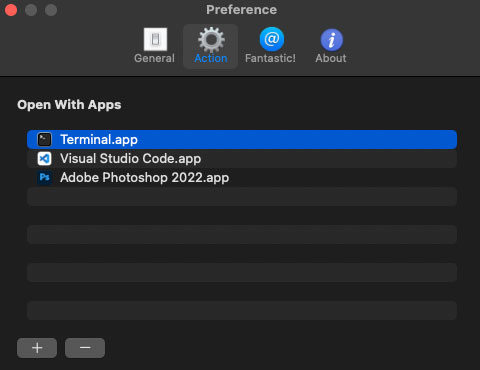 Preference
General
Action
Fantastic!
About
Open With Apps
Terminal.app
Visual Studio Code.app
Ps Adobe Photoshop 2022.app